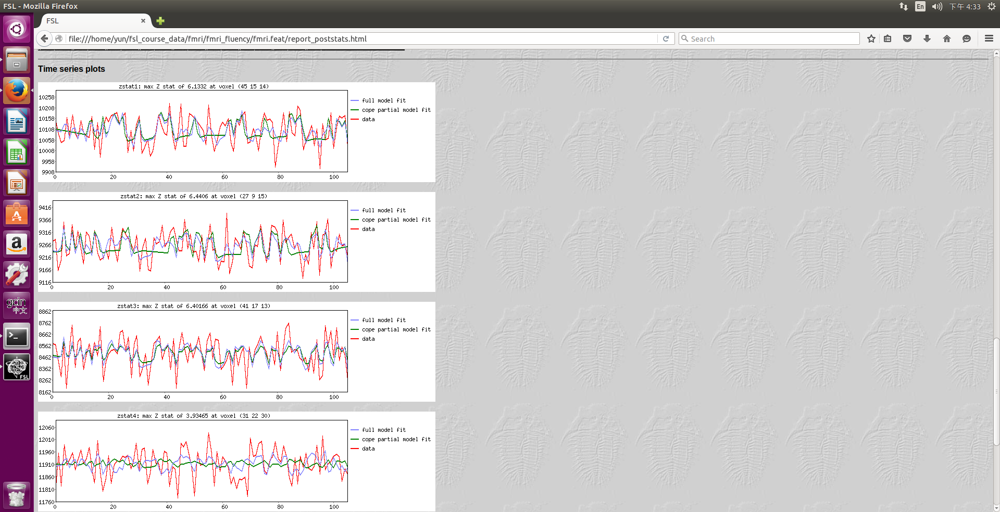 FSL - Mozilla Firefox
En
下午 4:33
FSL
file:///home/yun/fsl_course_data/fmri/fmri_fluency/fmri.feat/report_poststats.html
Search
Time series plots
zstat1: max Z stat of 6.1332 at voxel (45 15 14)
10258
10208
10158
10108
10058
10008
9958
9908
0 20 40 60 80 100
full model fit
cope partial model fit
data
zstat2: max Z stat of 6.4406 at voxel (27 9 15)
9416
9366
9316
9266
9216
9166
9116
0 20 40 60 80 100
full model fit
cope partial model fit
data
zstat3: max Z stat of 6.40166 at voxel (41 17 13)
8862
8762
8662
8562
8462
8362
8262
8162
0 20 40 60 80 100
full model fit
cope partial model fit
data
zstat4: max Z stat of 3.93465 at voxel (31 22 30)
12060
12010
11960
11910
11860
11810
11760
0 20 40 60 80 100
full model fit
cope partial model fit
data
a
gcin
中文
>_
FSL